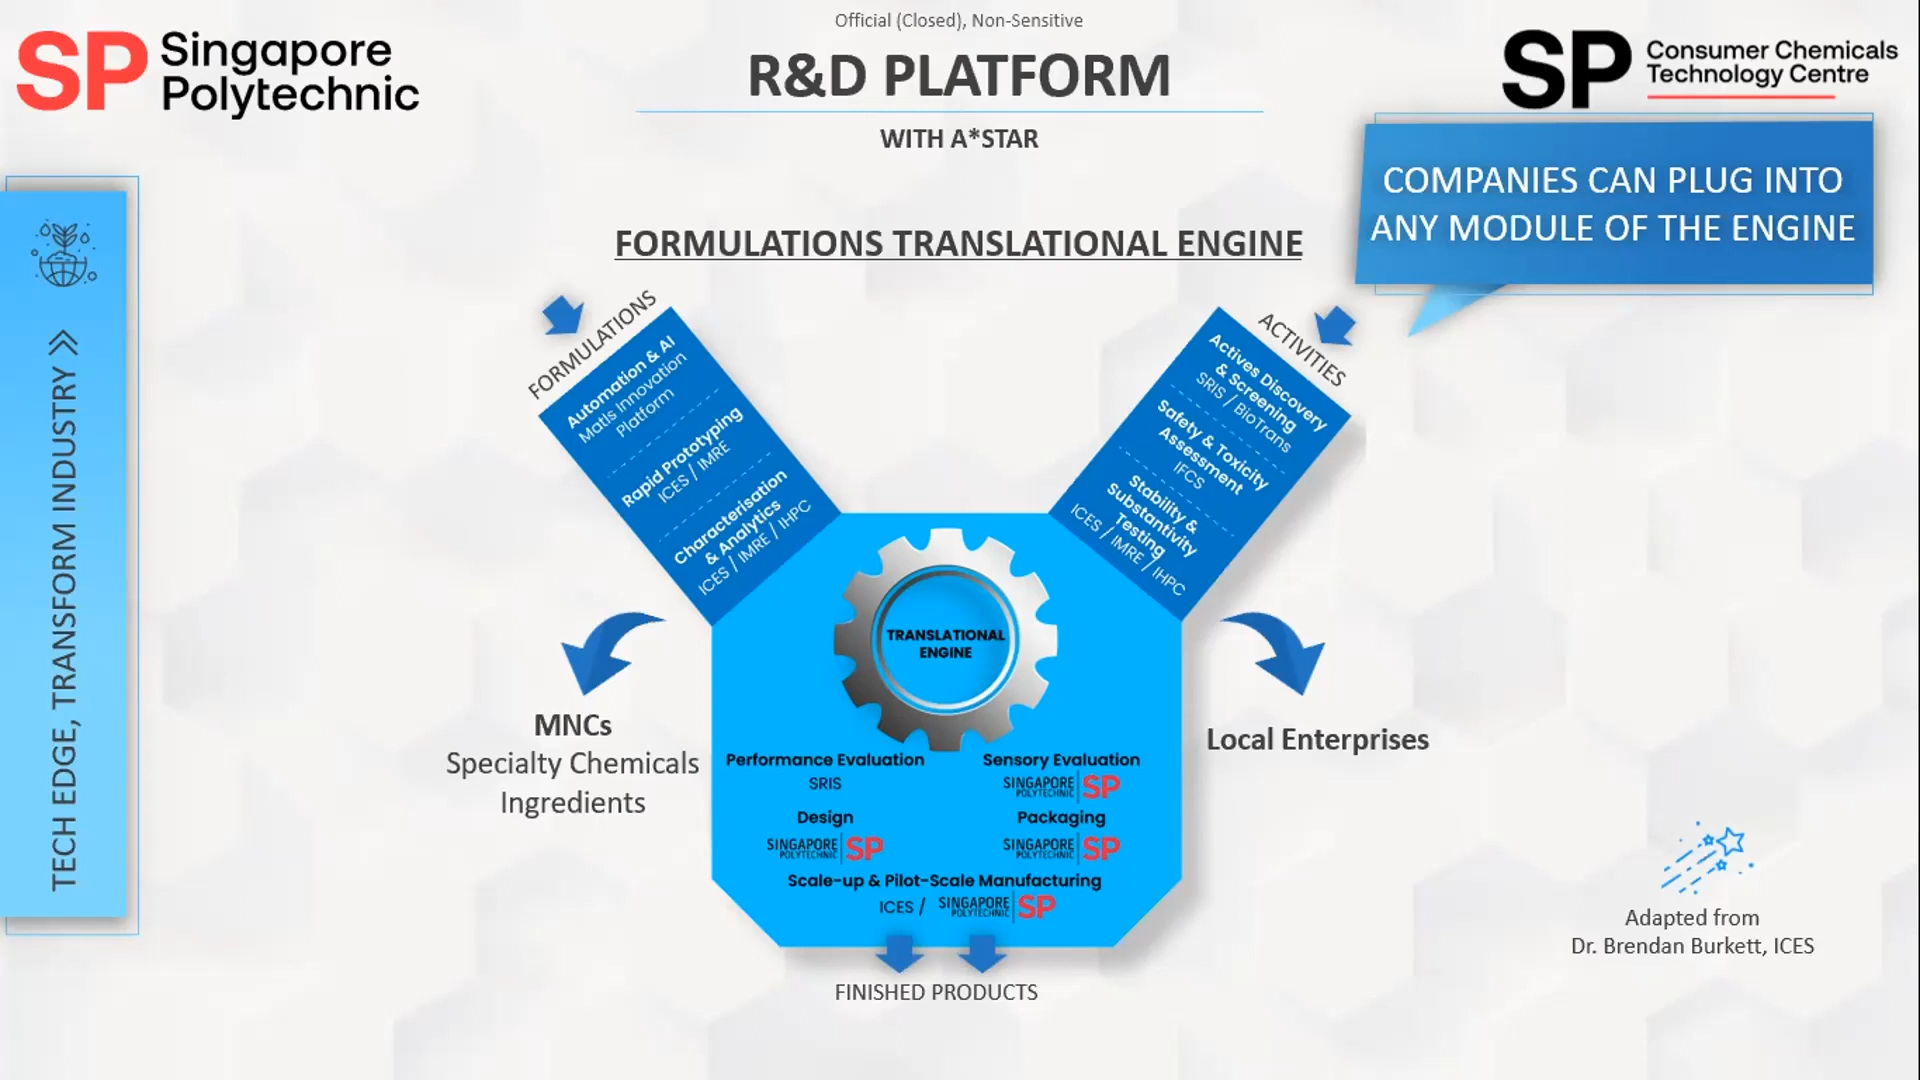 Official (Closed), Non-Sensitive
SP Singapore
Polytechnic
R&D PLATFORM
WITH A*STAR
SP Consumer Chemicals
Technology Centre
COMPANIES CAN PLUG INTO
ANY MODULE OF THE ENGINE
TECH EDGE, TRANSFORM INDUSTRY >>
FORMULATIONS TRANSLATIONAL ENGINE
FORMULATIONS
Automation & AI
Matls Innovation
Platform
Rapid Prototyping
ICES / IMRE
Characterisation
& Analytics
ICES / IMRE / IHPC
ACTIVITIES
Actives Discovery
& Screening
SRIS / BioTrans
Safety & Toxicity
Assessment
IFCS
Stability &
Substantivity
Testing
ICES / IMRE / IHPC
TRANSLATIONAL
ENGINE
MNCs
Specialty Chemicals
Ingredients
Local Enterprises
Performance Evaluation
SRIS
Sensory Evaluation
SINGAPORE
POLYTECHNIC SP
Design
SINGAPORE
POLYTECHNIC SP
Packaging
SINGAPORE
POLYTECHNIC SP
Scale-up & Pilot-Scale Manufacturing
ICES / SINGAPORE
POLYTECHNIC SP
FINISHED PRODUCTS
Adapted from
Dr. Brendan Burkett, ICES